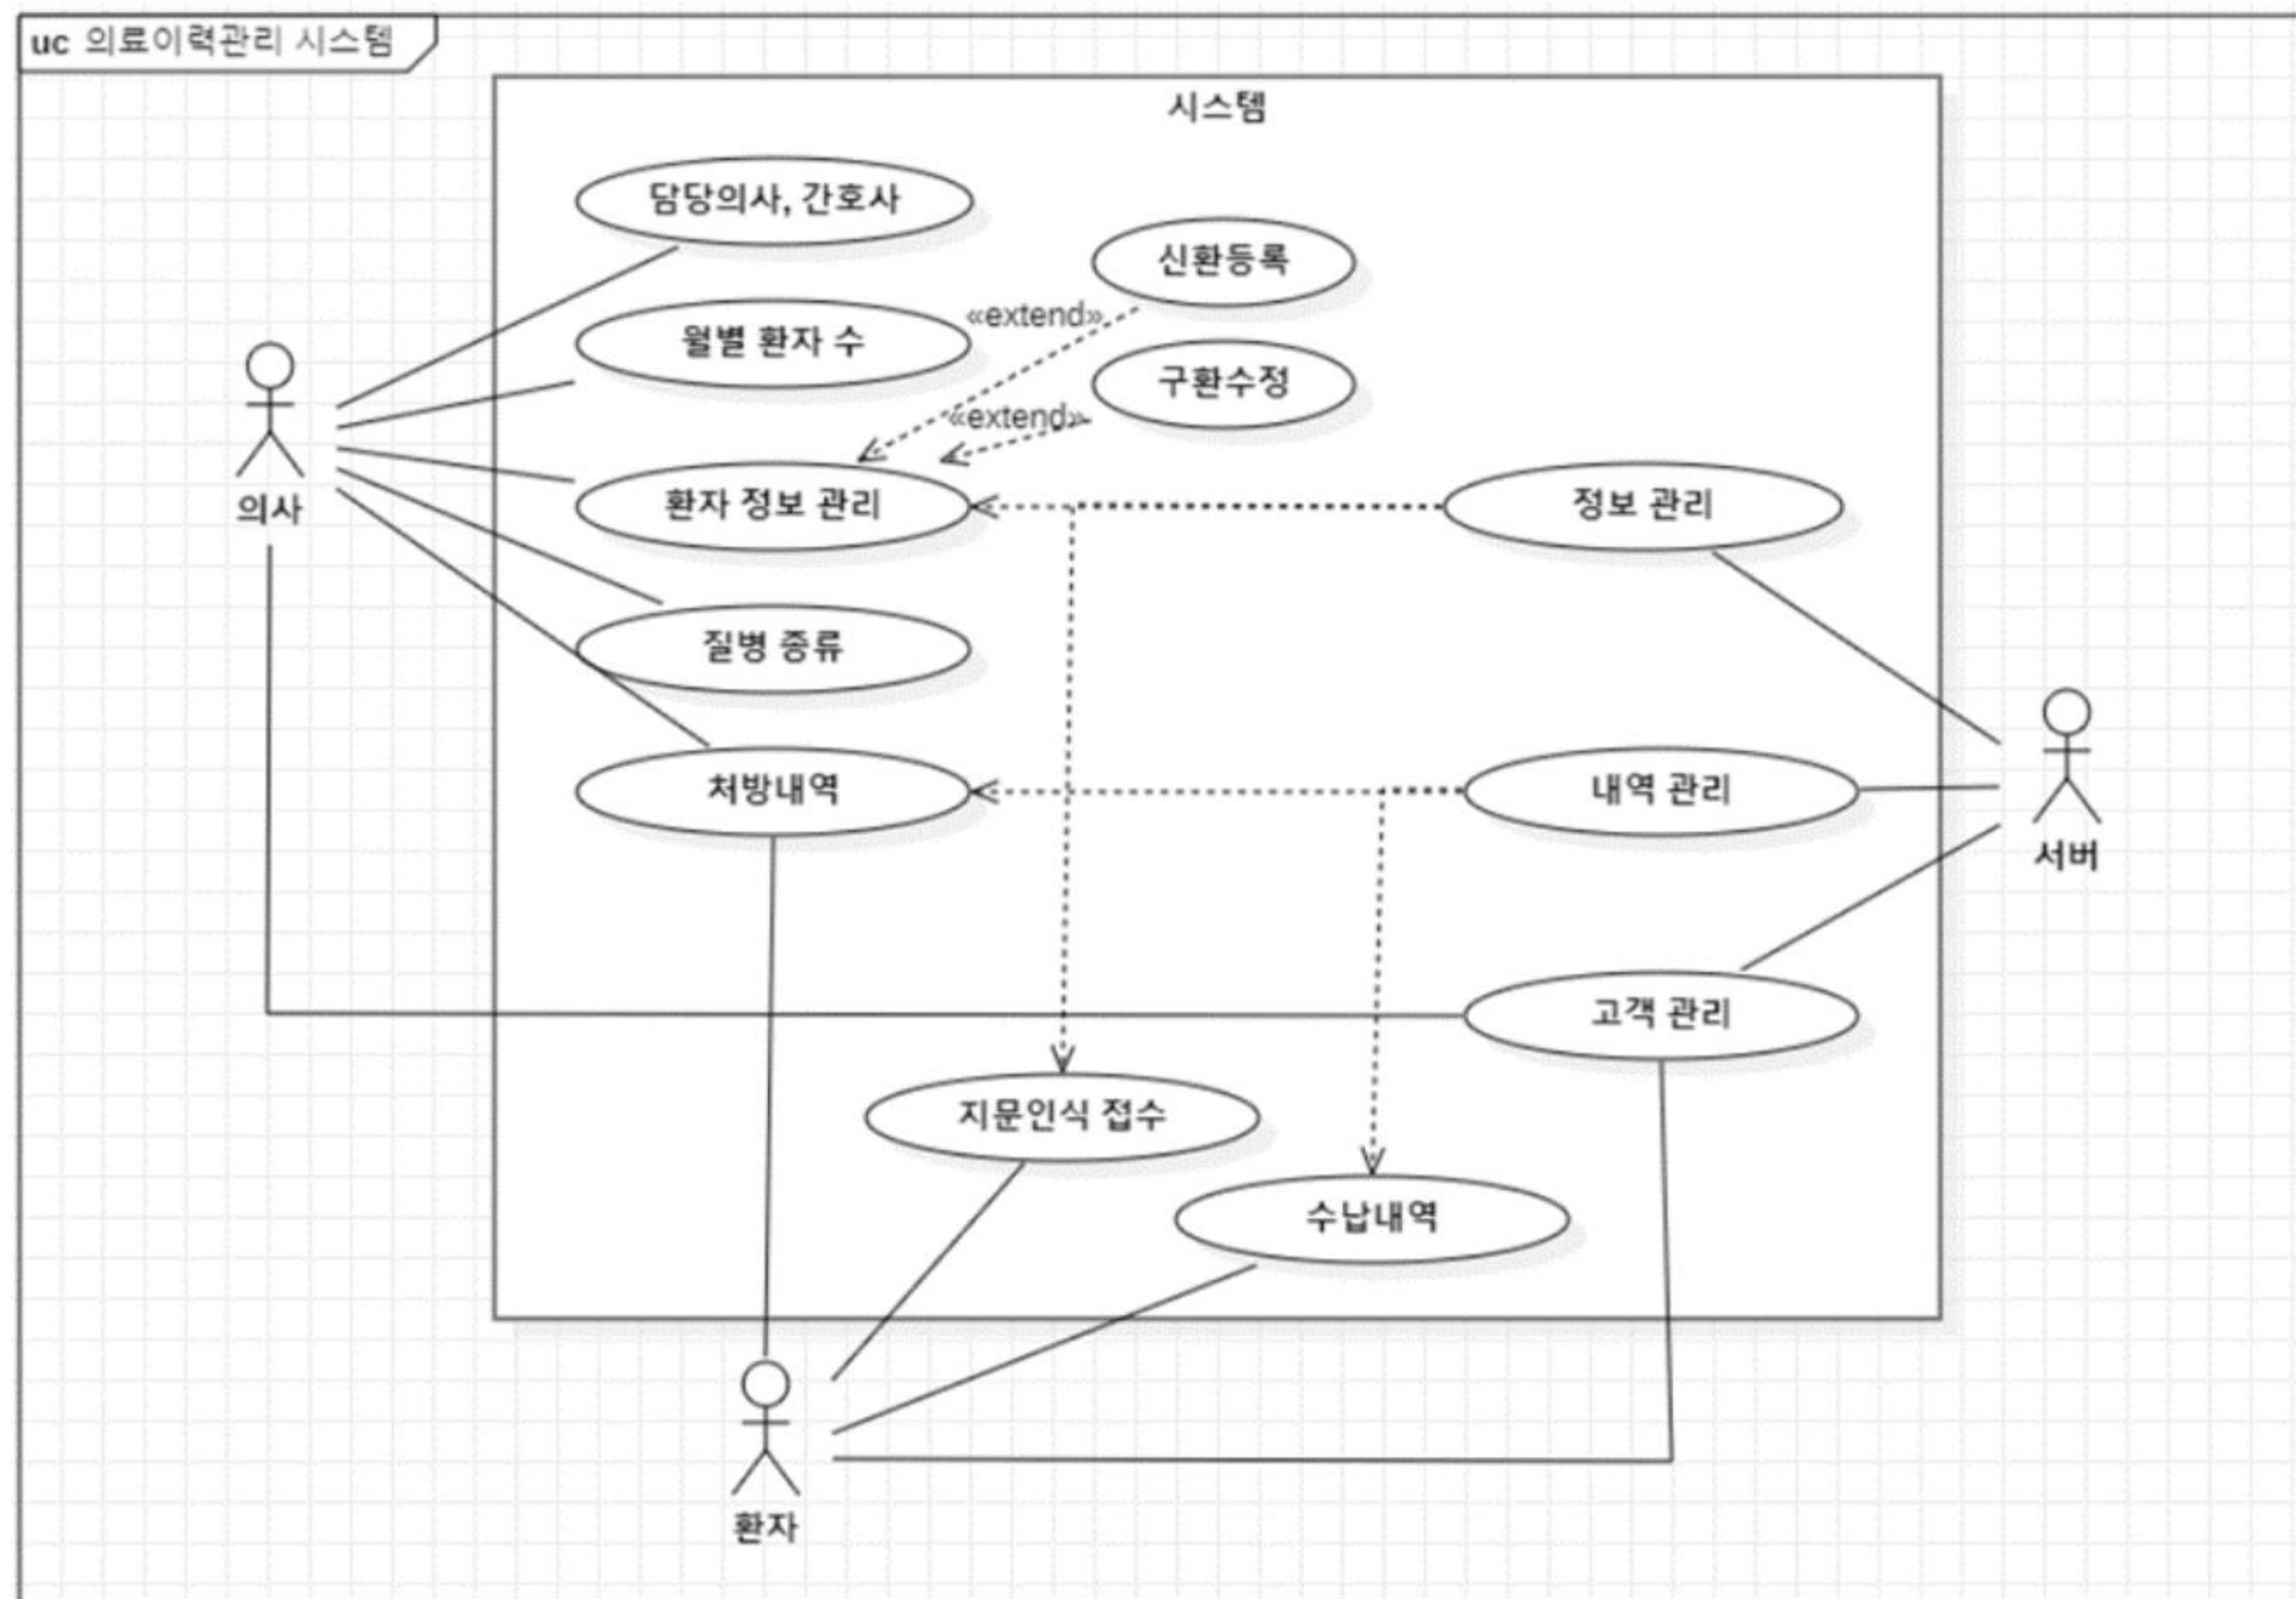 uc 의료이력관리 시스템
시스템
담당의사, 간호사
신환등록
«extend»
월별 환자 수
구환수정
«extend»
환자 정보 관리
정보 관리
의사
질병 종류
처방내역
내역 관리
서버
고객 관리
지문인식 접수
수납내역
환자